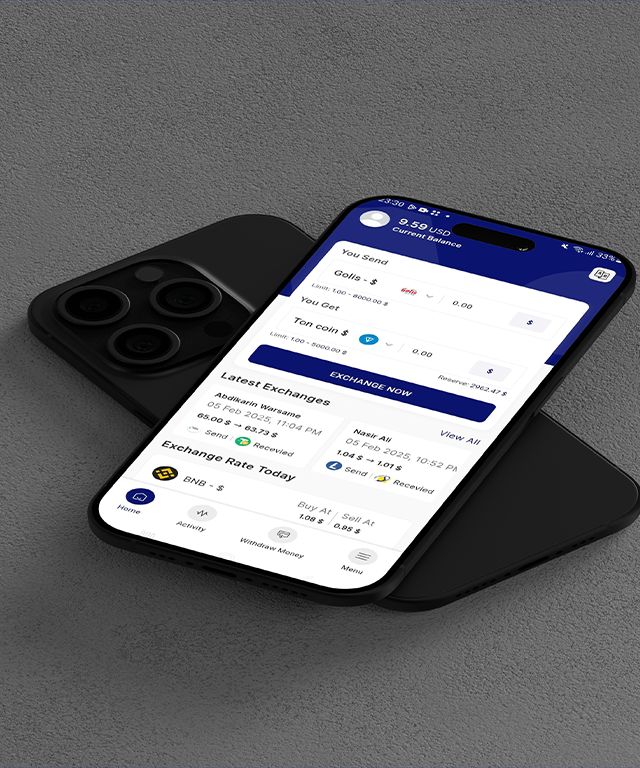 23:30
33%
9.59 USD
Current Balance
You Send
Golis - $
Golis
0.00
$
Limit: 1.00 - 8000.00 $
You Get
Ton coin $
0.00
$
Limit: 1.00 - 5000.00 $
Reserve: 2962.47 $
EXCHANGE NOW
Latest Exchanges
View All
Abdikarin Warsame
05 Feb 2025, 11:04 PM
65.00 $ → 63.73 $
Send
Recevied
Nasir Ali
05 Feb 2025, 10:52 PM
1.04 $ → 1.01 $
Send
Recevied
Exchange Rate Today
BNB - $
Buy At
1.08 $
Sell At
0.95 $
Home
Activity
Withdraw Money
Menu